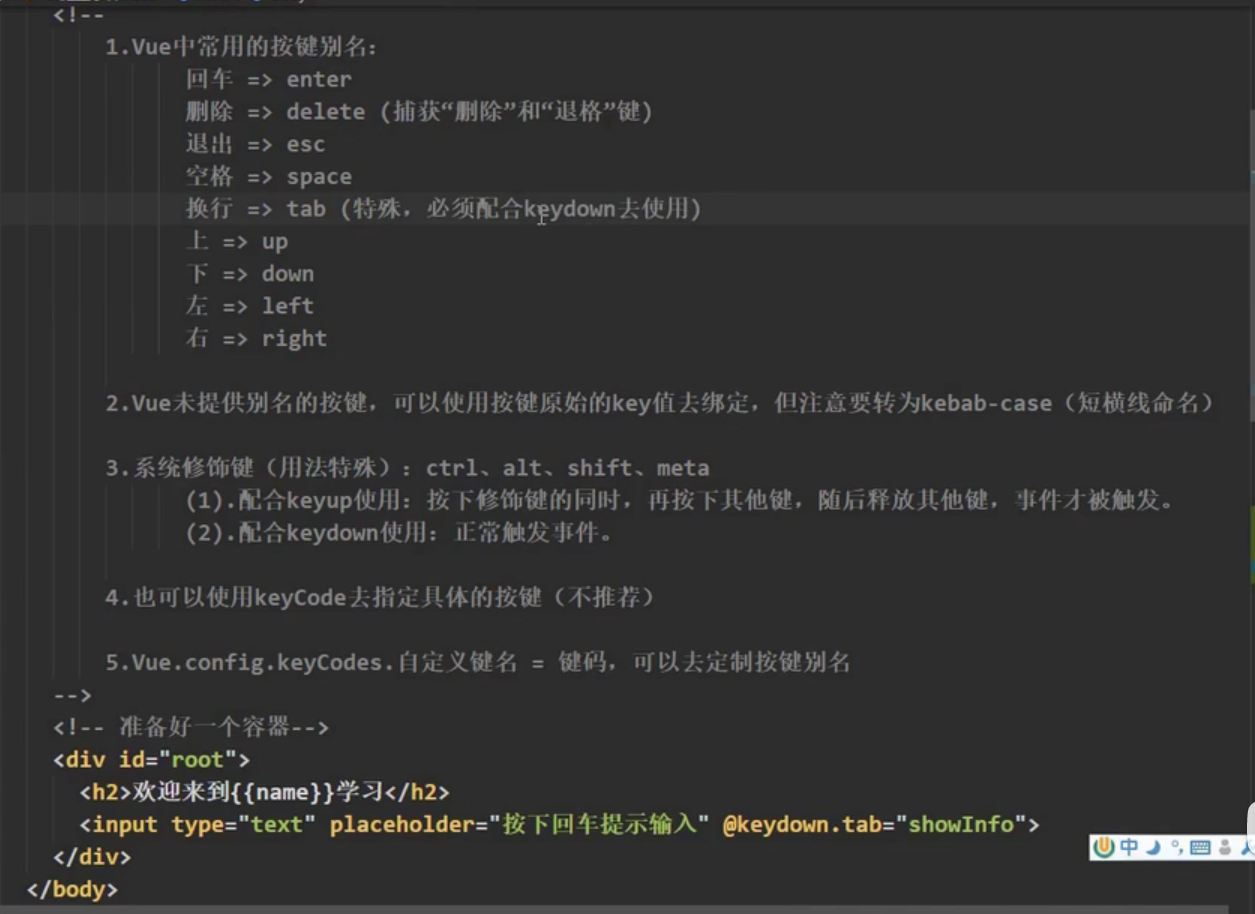 <!--
1.Vue中常用的按键别名：
回车 => enter
删除 => delete (捕获“删除”和“退格”键)
退出 => esc
空格 => space
换行 => tab (特殊，必须配合keydown去使用)
上 => up
下 => down
左 => left
右 => right
2.Vue未提供别名的按键，可以使用按键原始的key值去绑定，但注意要转为kebab-case（短横线命名）
3.系统修饰键（用法特殊）：ctrl、alt、shift、meta
(1).配合keyup使用：按下修饰键的同时，再按下其他键，随后释放其他键，事件才被触发。
(2).配合keydown使用：正常触发事件。
4.也可以使用keyCode去指定具体的按键（不推荐）
5.Vue.config.keyCodes.自定义键名 = 键码，可以去定制按键别名
-->
<!-- 准备好一个容器-->
<div id="root">
<h2>欢迎来到{{name}}学习</h2>
<input type="text" placeholder="按下回车提示输入" @keydown.tab="showInfo">
</div>
</body>
中